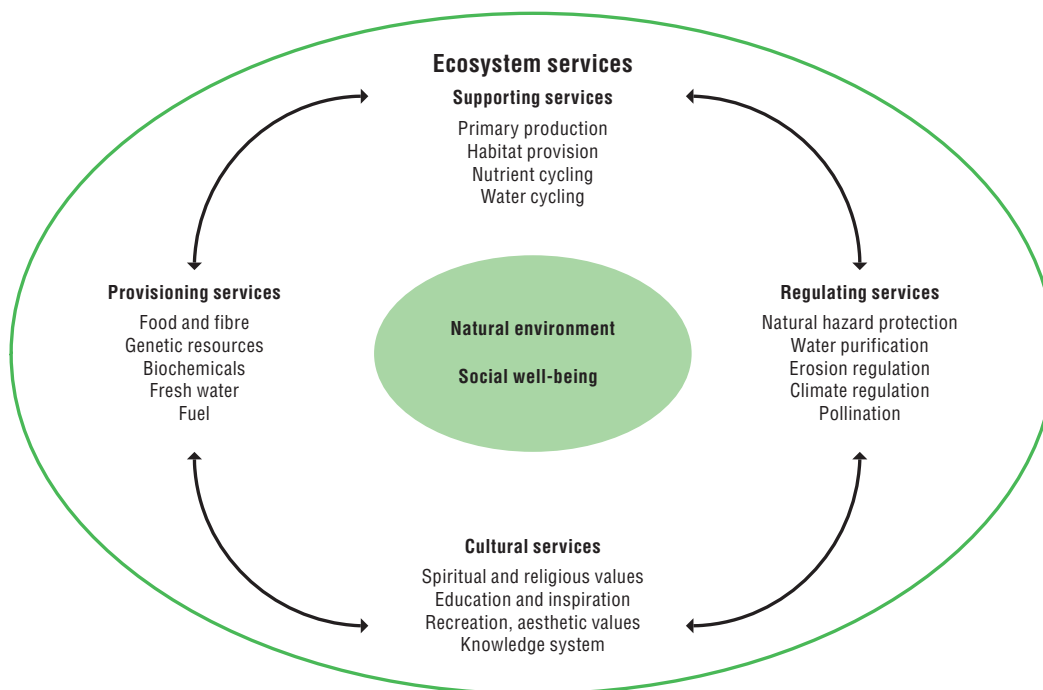 Ecosystem services
Supporting services
Primary production
Habitat provision
Nutrient cycling
Water cycling
Provisioning services
Food and fibre
Genetic resources
Biochemicals
Fresh water
Fuel
Natural environment
Social well-being
Regulating services
Natural hazard protection
Water purification
Erosion regulation
Climate regulation
Pollination
Cultural services
Spiritual and religious values
Education and inspiration
Recreation, aesthetic values
Knowledge system